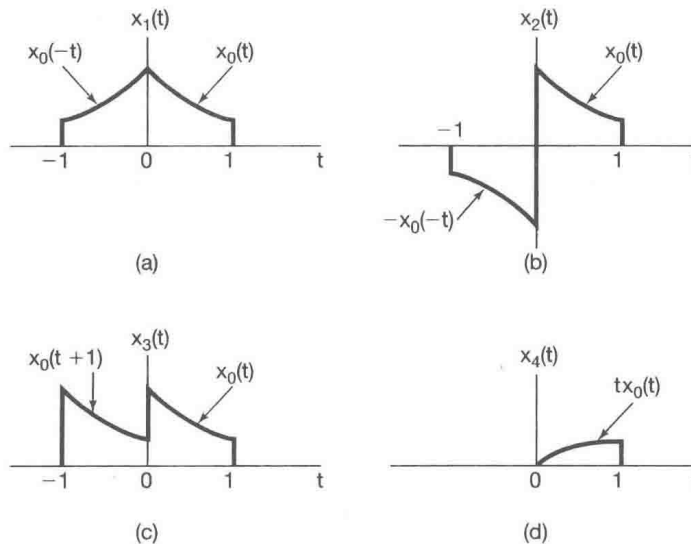 x₁(t)
x₀(−t)
x₀(t)
−1
0
1
t
(a)
x₂(t)
x₀(t)
−1
1
−x₀(−t)
(b)
x₃(t)
x₀(t +1)
x₀(t)
−1
0
1
t
(c)
x₄(t)
tx₀(t)
0
1
(d)